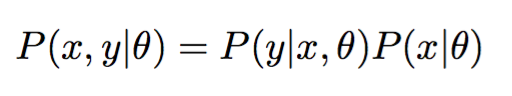 P(x, y|θ) = P(y|x, θ)P(x|θ)